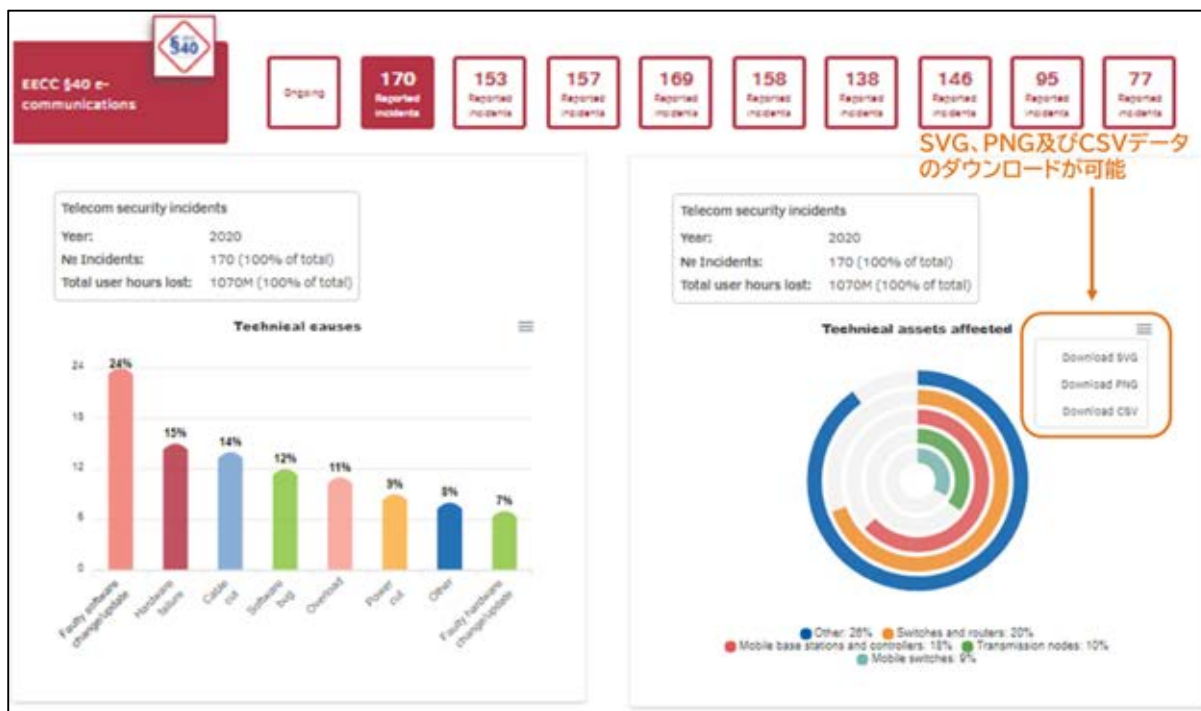 §40
EECC §40 e-
communications
Ongoing
170
Reported
incidents
153
Reported
incidents
157
Reported
incidents
169
Reported
incidents
158
Reported
incidents
138
Reported
incidents
146
Reported
incidents
95
Reported
incidents
77
Reported
incidents
SVG、PNG及びCSVデータ
のダウンロードが可能
Telecom security incidents
Year: 2020
№ Incidents: 170 (100% of total)
Total user hours lost: 1070M (100% of total)
Technical causes
24
18
12
6
0
24%
15%
14%
12%
11%
9%
8%
7%
Faulty software
change/update
Hardware
failure
Cable
cut
Software
bug
Overload
Power
cut
Other
Faulty hardware
change/update
Telecom security incidents
Year: 2020
№ Incidents: 170 (100% of total)
Total user hours lost: 1070M (100% of total)
Technical assets affected
Download SVG
Download PNG
Download CSV
Other: 26% Switches and routers: 20%
Mobile base stations and controllers: 18% Transmission nodes: 10%
Mobile switches: 9%